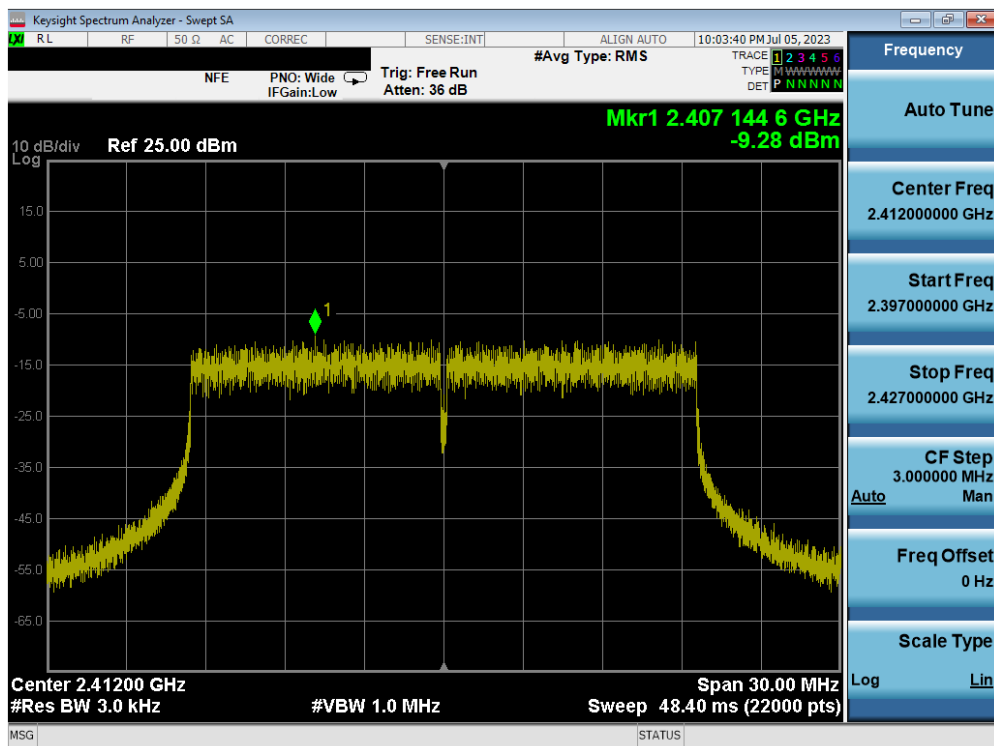 Keysight Spectrum Analyzer - Swept SA
LXI RL RF 50 Ω AC CORREC SENSE:INT ALIGN AUTO 10:03:40 PM Jul 05, 2023
Frequency
#Avg Type: RMS TRACE 1 2 3 4 5 6
NFE PNO: Wide Trig: Free Run TYPE M W W W W W
IFGain:Low Atten: 36 dB DET P N N N N N
Auto Tune
Mkr1 2.407 144 6 GHz
-9.28 dBm
10 dB/div Ref 25.00 dBm
Log
Center Freq
2.412000000 GHz
15.0
5.00
Start Freq
2.397000000 GHz
-5.00
1
-15.0
Stop Freq
2.427000000 GHz
-25.0
-35.0
CF Step
3.000000 MHz
Auto Man
-45.0
-55.0
Freq Offset
0 Hz
-65.0
Scale Type
Log Lin
Center 2.41200 GHz Span 30.00 MHz
#Res BW 3.0 kHz #VBW 1.0 MHz Sweep 48.40 ms (22000 pts)
MSG STATUS